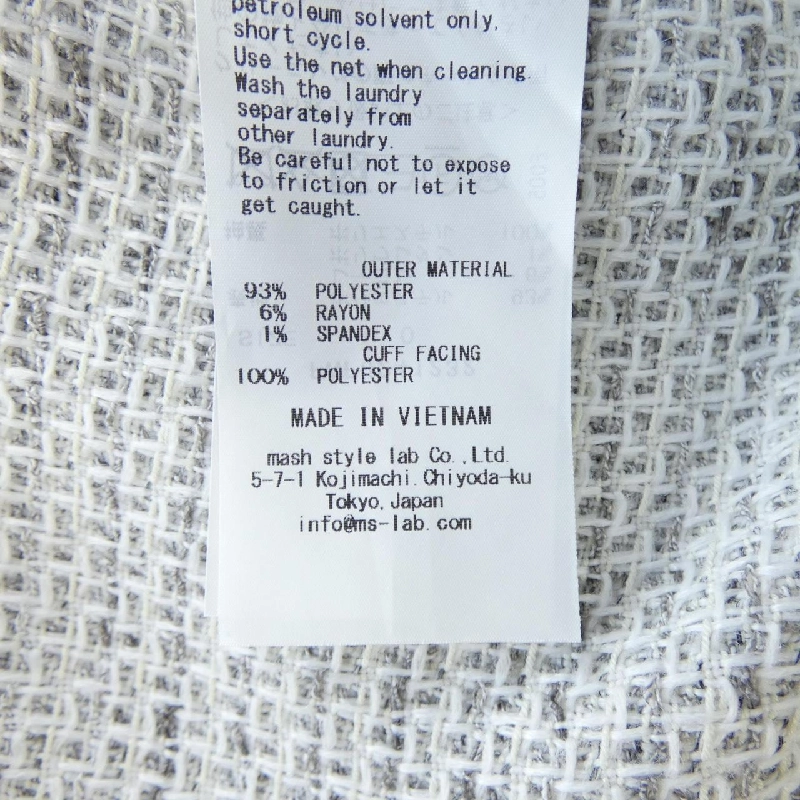 petroleum solvent only,
short cycle.
Use the net when cleaning.
Wash the laundry
separately from
other laundry.
Be careful not to expose
to friction or let it
get caught.
OUTER MATERIAL
93% POLYESTER
6% RAYON
1% SPANDEX
CUFF FACING
100% POLYESTER
MADE IN VIETNAM
mash style lab Co.,Ltd.
5-7-1 Kojimachi.Chiyoda-ku
Tokyo,Japan
info@ms-lab.com